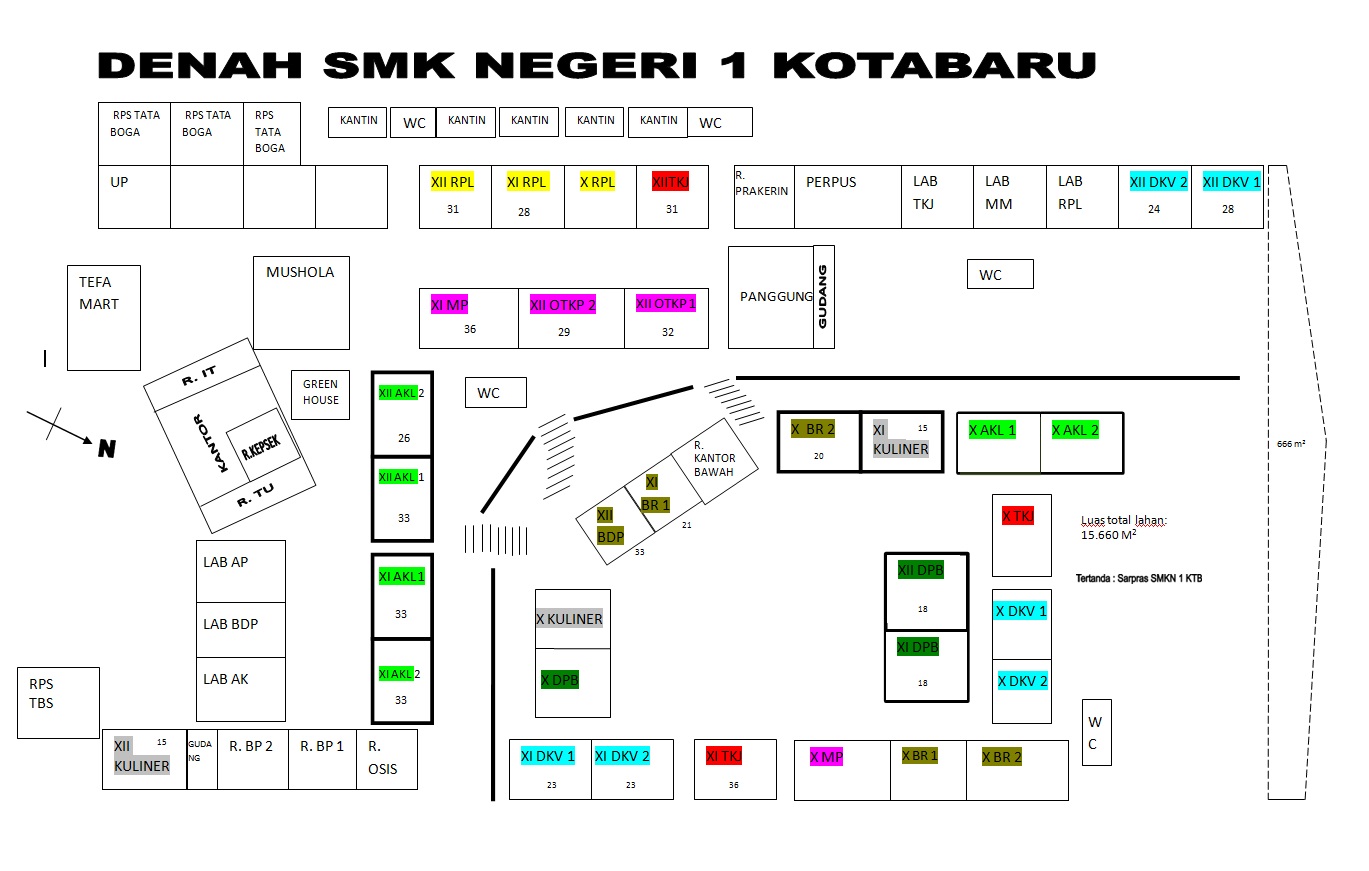 DENAH SMK NEGERI 1 KOTABARU
RPS TATA
BOGA
RPS TATA
BOGA
RPS
TATA
BOGA
KANTIN
WC
KANTIN
KANTIN
KANTIN
KANTIN
WC
UP
XII RPL
31
XI RPL
28
X RPL
XIITKJ
31
R.
PRAKERIN
PERPUS
LAB
TKJ
LAB
MM
LAB
RPL
XII DKV 2
24
XII DKV 1
28
TEFA
MART
MUSHOLA
XI MP
36
XII OTKP 2
29
XII OTKP 1
32
PANGGUNG
GUDANG
WC
I
N
R. IT
KANTOR
R.KEPSEK
R. TU
GREEN
HOUSE
XII AKL 2
26
XII AKL 1
33
WC
R.
KANTOR
BAWAH
XI
BR 1
21
XII
BDP
33
X BR 2
20
XI
KULINER
15
X AKL 1
X AKL 2
666 m²
X TKJ
Luas total lahan:
15.660 M²
Tertanda : Sarpras SMKN 1 KTB
LAB AP
LAB BDP
LAB AK
XI AKL1
33
XI AKL 2
33
X KULINER
X DPB
XII DPB
18
XI DPB
18
X DKV 1
X DKV 2
W
C
RPS
TBS
XII
KULINER
15
GUDA
NG
R. BP 2
R. BP 1
R.
OSIS
XI DKV 1
23
XI DKV 2
23
XI TKJ
36
X MP
X BR 1
X BR 2